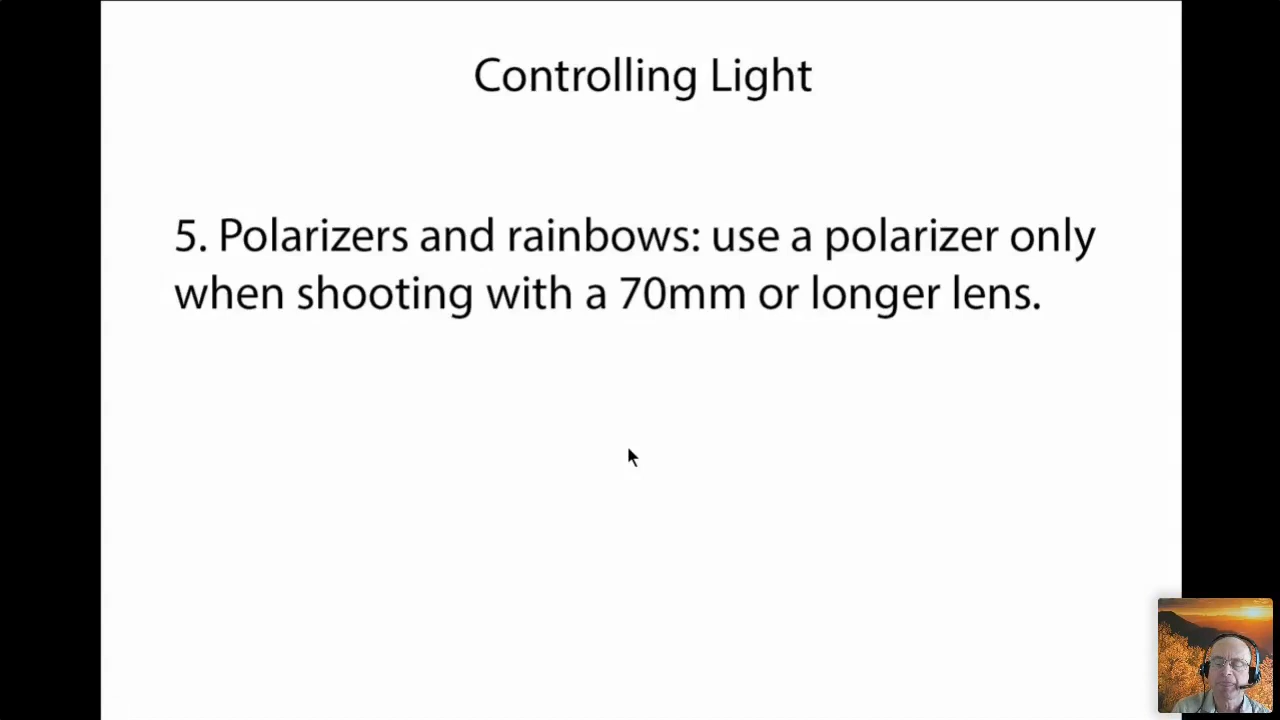 Controlling Light
5. Polarizers and rainbows: use a polarizer only
when shooting with a 70mm or longer lens.